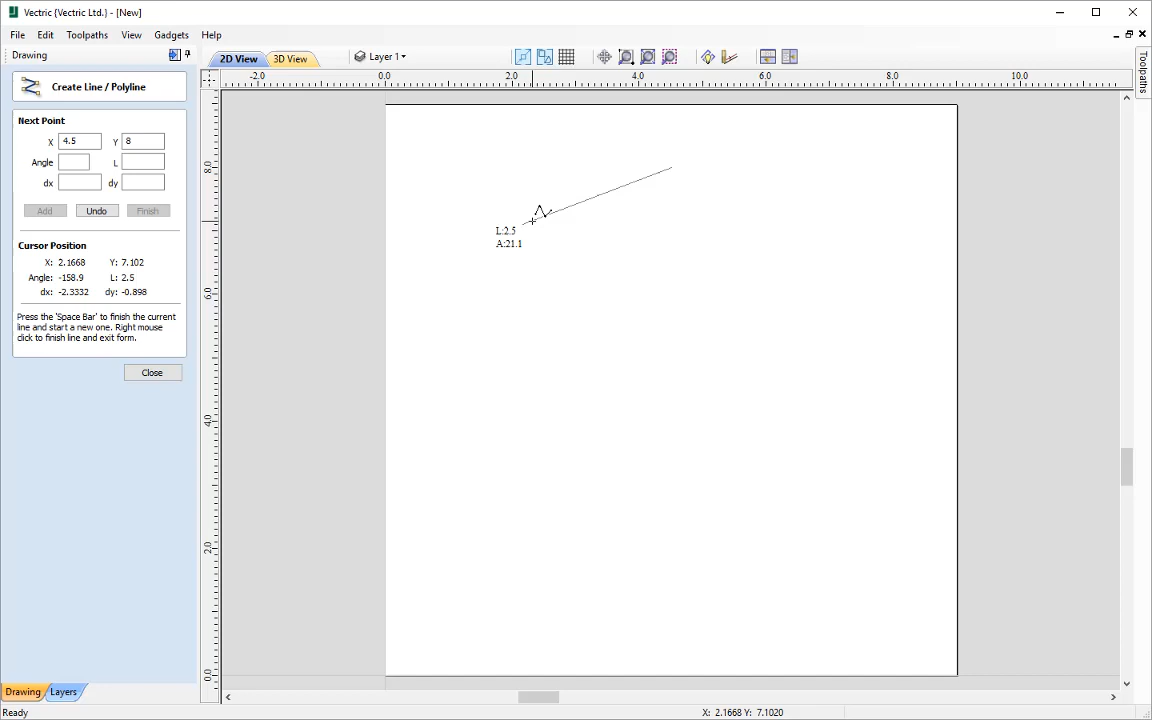 Vectric {Vectric Ltd.} - [New]
File Edit Toolpaths View Gadgets Help
Drawing
2D View 3D View Layer 1
Toolpaths
-2.0 0.0 2.0 4.0 6.0 8.0 10.0
Create Line / Polyline
Next Point
X 4.5 Y 8
Angle L
dx dy
Add Undo Finish
Cursor Position
X: 2.1668 Y: 7.102
Angle: -158.9 L: 2.5
dx: -2.3332 dy: -0.898
Press the 'Space Bar' to finish the current
line and start a new one. Right mouse
click to finish line and exit form.
Close
8.0
6.0
4.0
2.0
0.0
L:2.5
A:21.1
Drawing Layers
Ready X: 2.1668 Y: 7.1020